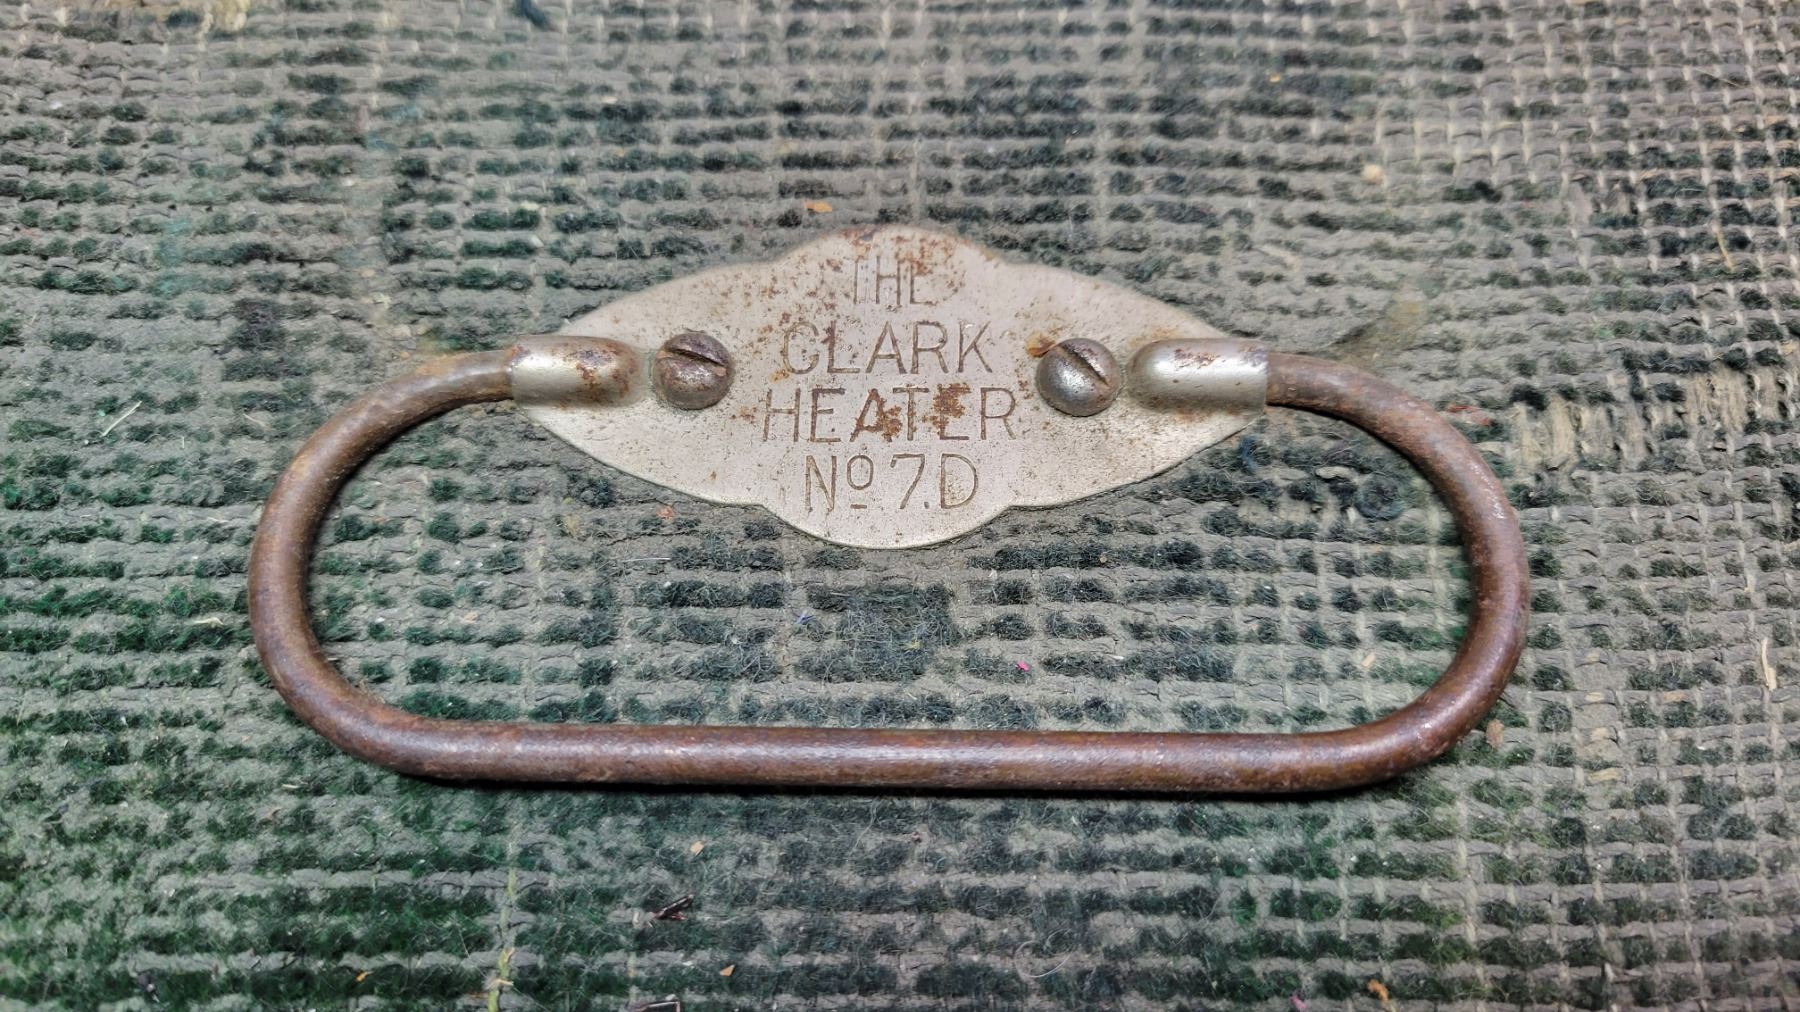 THE
CLARK
HEATER
No 7.D